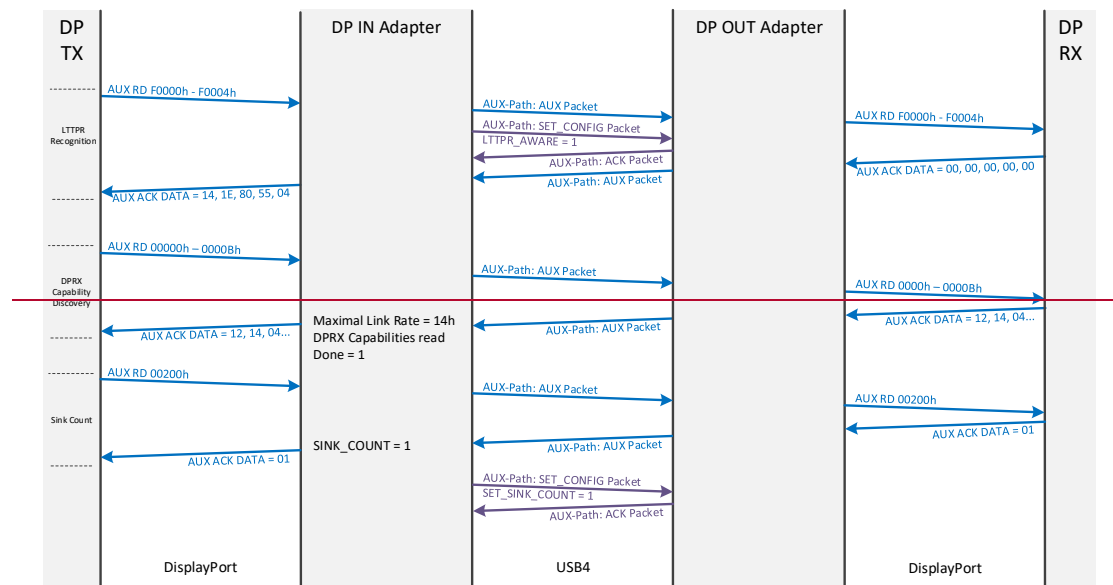 DP
TX
DP IN Adapter
DP OUT Adapter
DP
RX
LTTPR
Recognition
AUX RD F0000h - F0004h
AUX-Path: AUX Packet
AUX RD F0000h - F0004h
AUX-Path: SET_CONFIG Packet
LTTPR_AWARE = 1
AUX-Path: ACK Packet
AUX ACK DATA = 00, 00, 00, 00, 00
AUX-Path: AUX Packet
AUX ACK DATA = 14, 1E, 80, 55, 04
DPRX
Capability
Discovery
AUX RD 00000h – 0000Bh
AUX-Path: AUX Packet
AUX RD 0000h – 0000Bh
AUX ACK DATA = 12, 14, 04...
AUX-Path: AUX Packet
Maximal Link Rate = 14h
DPRX Capabilities read
Done = 1
AUX ACK DATA = 12, 14, 04...
Sink Count
AUX RD 00200h
AUX-Path: AUX Packet
AUX RD 00200h
AUX ACK DATA = 01
AUX-Path: AUX Packet
SINK_COUNT = 1
AUX ACK DATA = 01
AUX-Path: SET_CONFIG Packet
SET_SINK_COUNT = 1
AUX-Path: ACK Packet
DisplayPort
USB4
DisplayPort